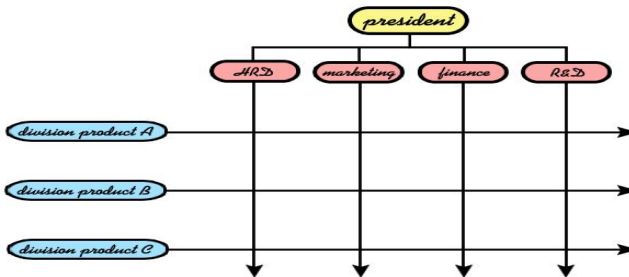 president
HRD
marketing
finance
R&D
division product A
division product B
division product C